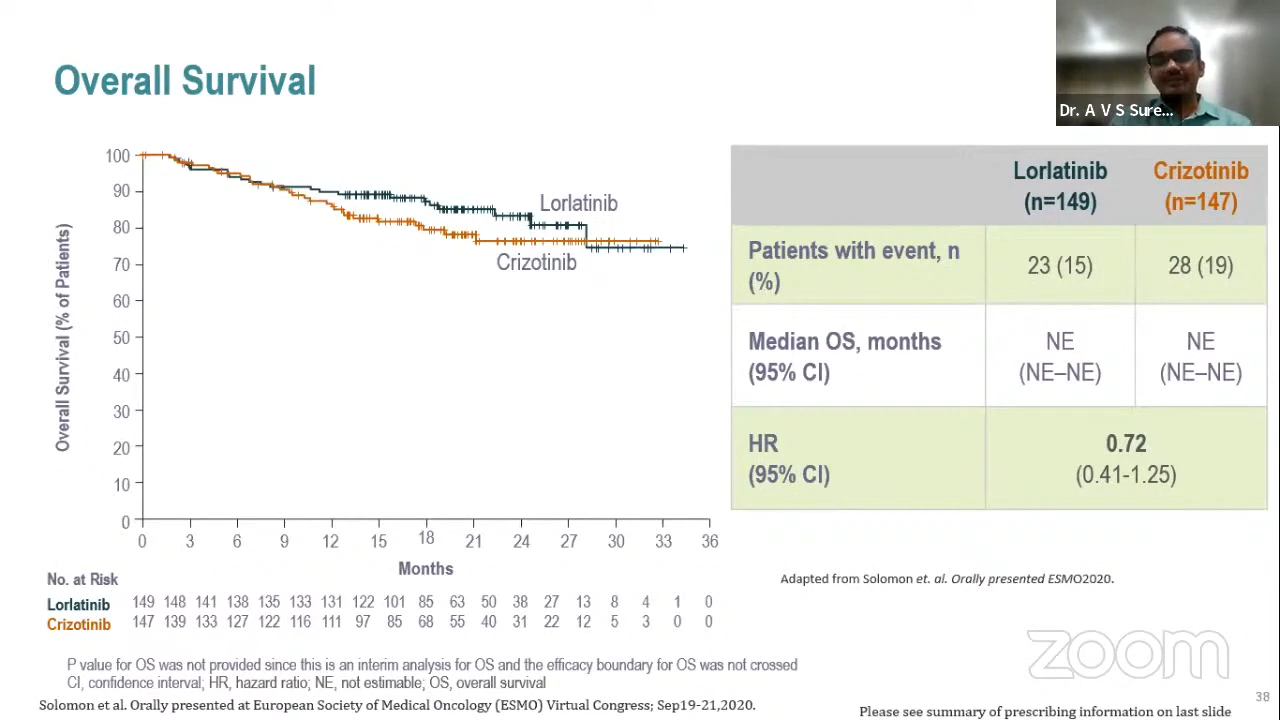 Overall Survival
Dr. A V S Sure...
Overall Survival (% of Patients)
100
90
80
70
60
50
40
30
20
10
0
Lorlatinib
Crizotinib
0 3 6 9 12 15 18 21 24 27 30 33 36
Months
No. at Risk
Lorlatinib 149 148 141 138 135 133 131 122 101 85 63 50 38 27 13 8 4 1 0
Crizotinib 147 139 133 127 122 116 111 97 85 68 55 40 31 22 12 5 3 0 0
Lorlatinib Crizotinib
(n=149) (n=147)
Patients with event, n
(%)
23 (15) 28 (19)
Median OS, months NE NE
(95% CI) (NE–NE) (NE–NE)
HR 0.72
(95% CI) (0.41-1.25)
Adapted from Solomon et. al. Orally presented ESMO2020.
zoom
P value for OS was not provided since this is an interim analysis for OS and the efficacy boundary for OS was not crossed
CI, confidence interval; HR, hazard ratio; NE, not estimable; OS, overall survival
Solomon et al. Orally presented at European Society of Medical Oncology (ESMO) Virtual Congress; Sep19-21,2020.
38
Please see summary of prescribing information on last slide